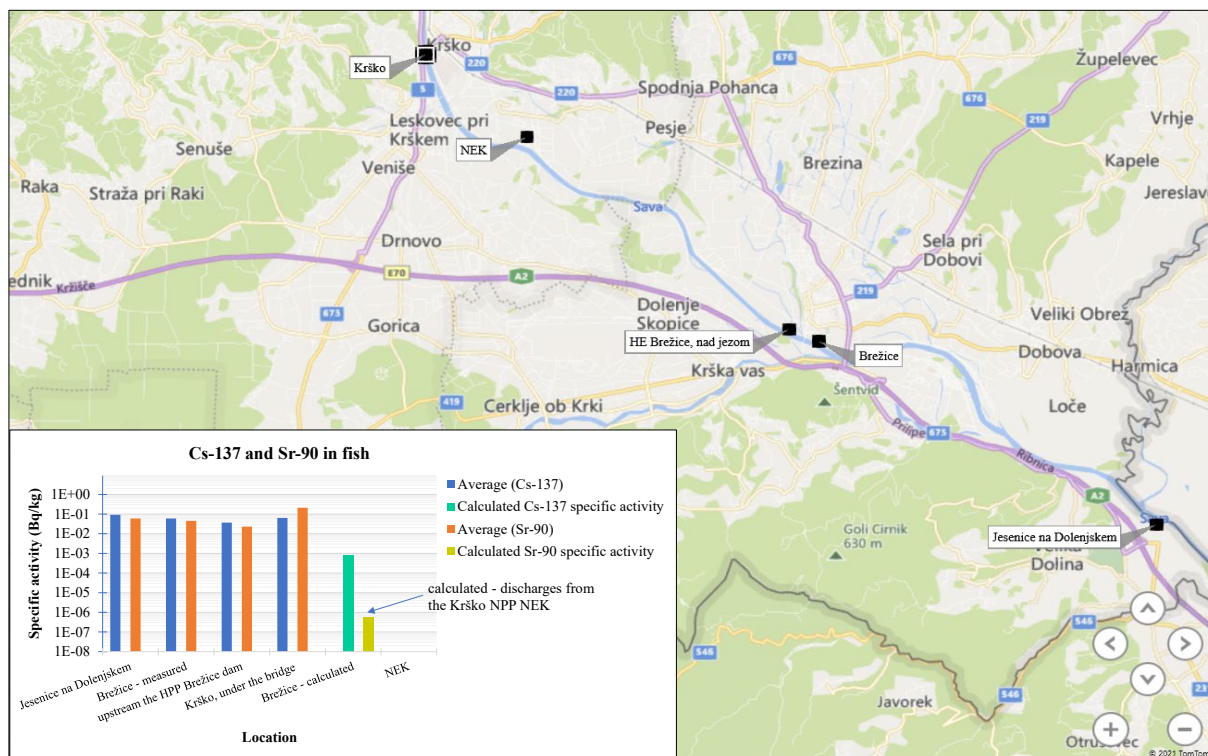 Krško
Župelevec
Krško
220
676
5
220
Spodnja Pohanca
676
219
Vrhje
Leskovec pri
Krškem
Pesje
Senuše
NEK
Brezina
Kapele
Veniše
Raka
Straža pri Raki
Jereslave
Sava
Drnovo
Sela pri
Dobovi
ednik
E70
A2
Kržišče
219
Dolenje
Skopice
673
Gorica
Veliki Obrež
HE Brežice, nad jezom
Brežice
Dobova
Harmica
Krška vas
Šentvid
419
Cerklje ob Krki
Loče
Prilipe
675
Ribnica
A2
Sava
Goli Cirnik
630 m
Jesenice na Dolenjskem
Velika
Dolina
546
546
546
Javorek
231
Otruševec
© 2021 TomTom
Cs-137 and Sr-90 in fish
Specific activity (Bq/kg)
1E+00
1E-01
1E-02
1E-03
1E-04
1E-05
1E-06
1E-07
1E-08
Average (Cs-137)
Calculated Cs-137 specific activity
Average (Sr-90)
Calculated Sr-90 specific activity
calculated - discharges from
the Krško NPP NEK
Jesenice na Dolenjskem
Brežice - measured
upstream the HPP Brežice dam
Krško, under the bridge
Brežice - calculated
NEK
Location